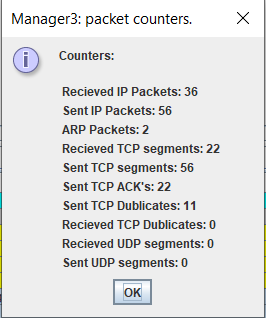 Manager3: packet counters.
Counters:
Recieved IP Packets: 36
Sent IP Packets: 56
ARP Packets: 2
Recieved TCP segments: 22
Sent TCP segments: 56
Sent TCP ACK's: 22
Sent TCP Dublicates: 11
Recieved TCP Dublicates: 0
Recieved UDP segments: 0
Sent UDP segments: 0
OK